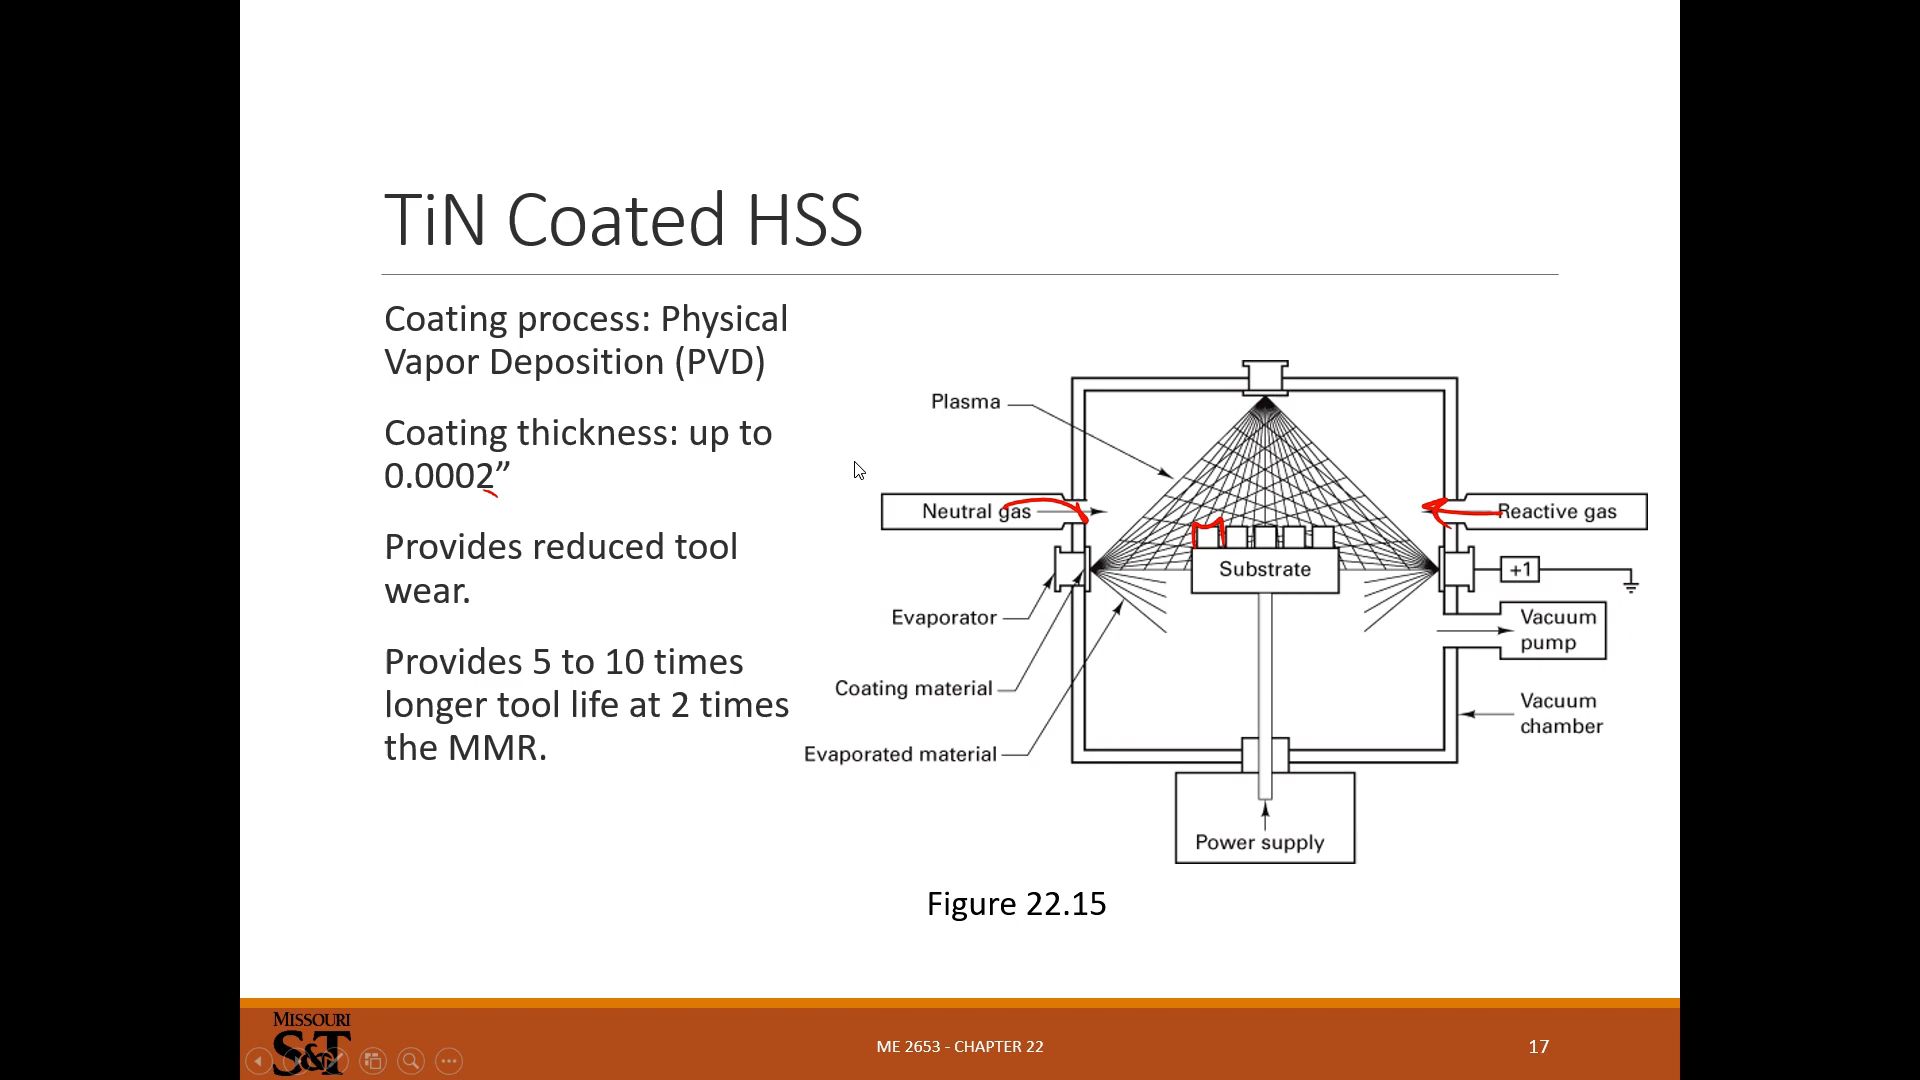 TiN Coated HSS
Coating process: Physical
Vapor Deposition (PVD)
Coating thickness: up to
0.0002”
Provides reduced tool
wear.
Provides 5 to 10 times
longer tool life at 2 times
the MMR.
Plasma
Neutral gas
Reactive gas
Substrate
+1
Evaporator
Vacuum
pump
Coating material
Vacuum
chamber
Evaporated material
Power supply
Figure 22.15
MISSOURI
S&T
ME 2653 - CHAPTER 22
17